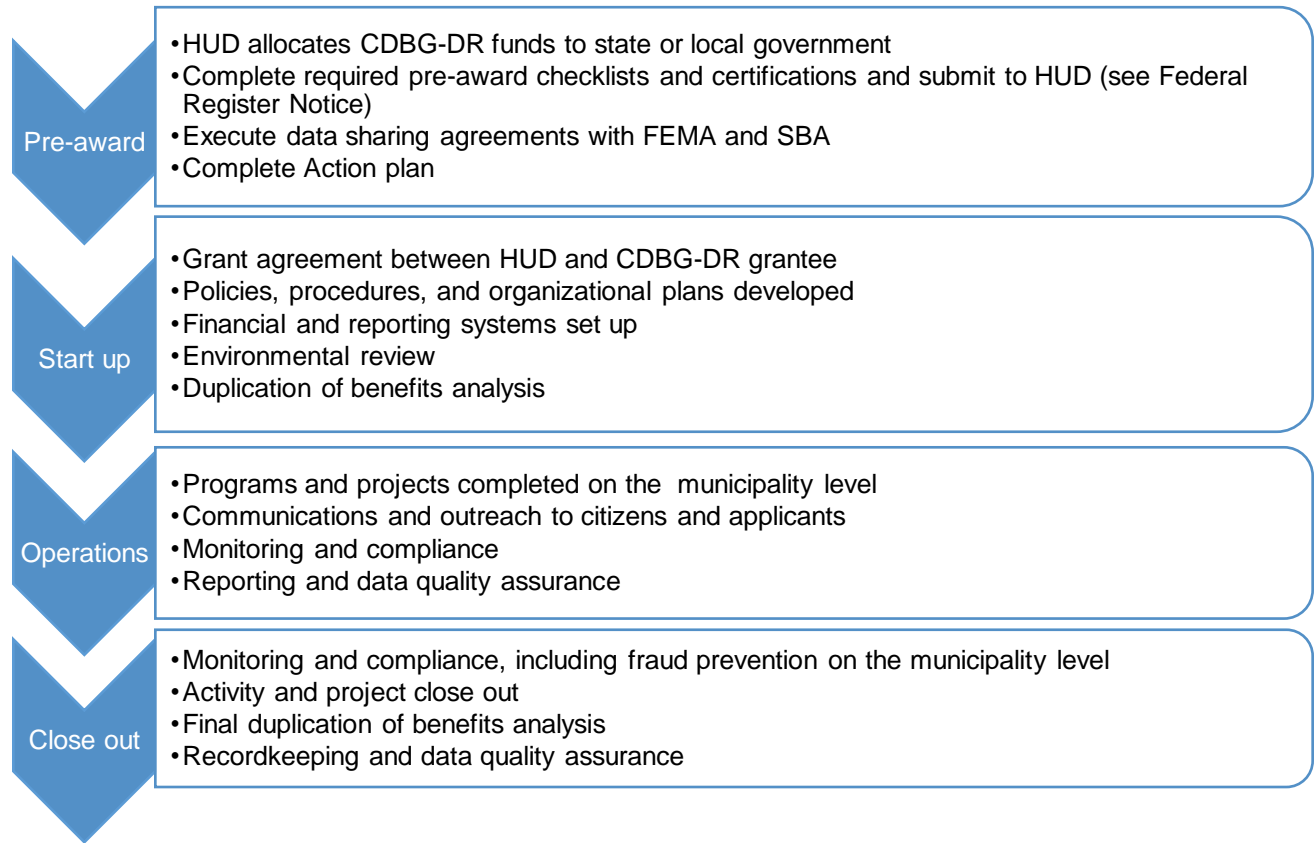 Pre-award
•HUD allocates CDBG-DR funds to state or local government
•Complete required pre-award checklists and certifications and submit to HUD (see Federal
Register Notice)
•Execute data sharing agreements with FEMA and SBA
•Complete Action plan
Start up
•Grant agreement between HUD and CDBG-DR grantee
•Policies, procedures, and organizational plans developed
•Financial and reporting systems set up
•Environmental review
•Duplication of benefits analysis
Operations
•Programs and projects completed on the municipality level
•Communications and outreach to citizens and applicants
•Monitoring and compliance
•Reporting and data quality assurance
Close out
•Monitoring and compliance, including fraud prevention on the municipality level
•Activity and project close out
•Final duplication of benefits analysis
•Recordkeeping and data quality assurance